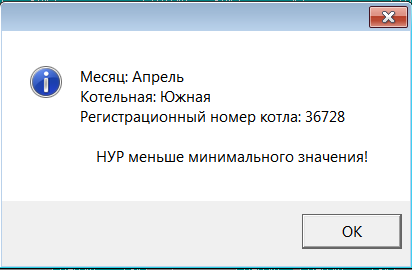 Месяц: Апрель
Котельная: Южная
Регистрационный номер котла: 36728
НУР меньше минимального значения!
OK